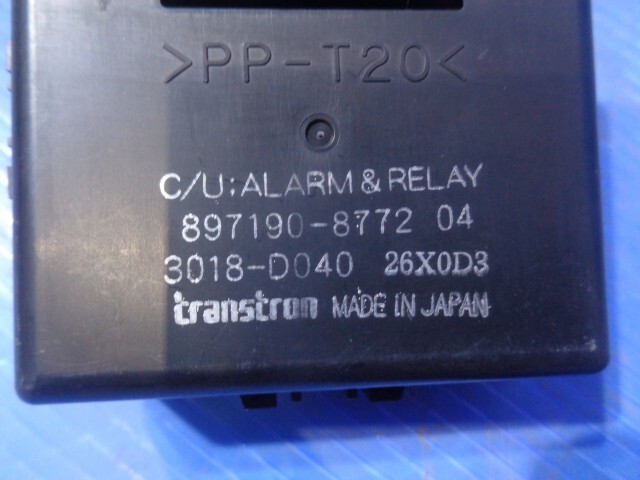 >PP-T20<
C/U:ALARM & RELAY
897190-8772 04
3018-D040 26X0D3
transtron MADE IN JAPAN